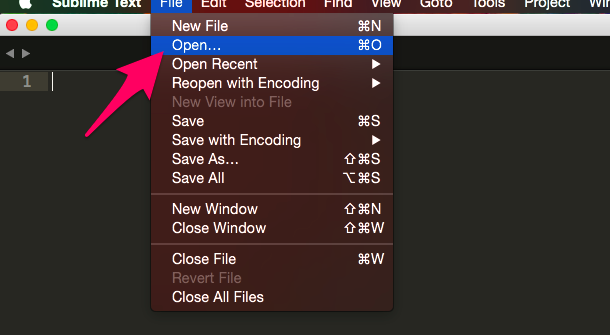 Sublime Text File Edit Selection Find View Goto Tools Project
New File ⌘N
Open... ⌘O
1
Open Recent ▶
Reopen with Encoding ▶
New View into File
Save ⌘S
Save with Encoding ▶
Save As... ⇧⌘S
Save All ⌥⌘S
New Window ⇧⌘N
Close Window ⇧⌘W
Close File ⌘W
Revert File
Close All Files